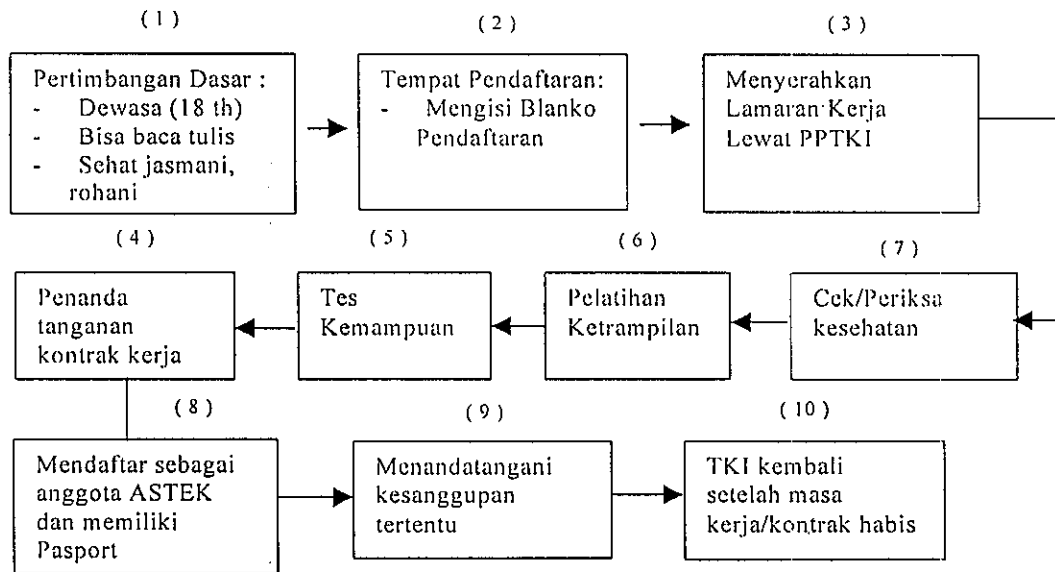 ( 1 )
( 2 )
( 3 )
Pertimbangan Dasar :
- Dewasa (18 th)
- Bisa baca tulis
- Sehat jasmani,
rohani
Tempat Pendaftaran:
- Mengisi Blanko
Pendaftaran
Menyerahkan
Lamaran Kerja
Lewat PPTKI
( 4 )
( 5 )
( 6 )
( 7 )
Penanda
tanganan
kontrak kerja
Tes
Kemampuan
Pelatihan
Ketrampilan
Cek/Periksa
kesehatan
( 8 )
( 9 )
( 10 )
Mendaftar sebagai
anggota ASTEK
dan memiliki
Pasport
Menandatangani
kesanggupan
tertentu
TKI kembali
setelah masa
kerja/kontrak habis